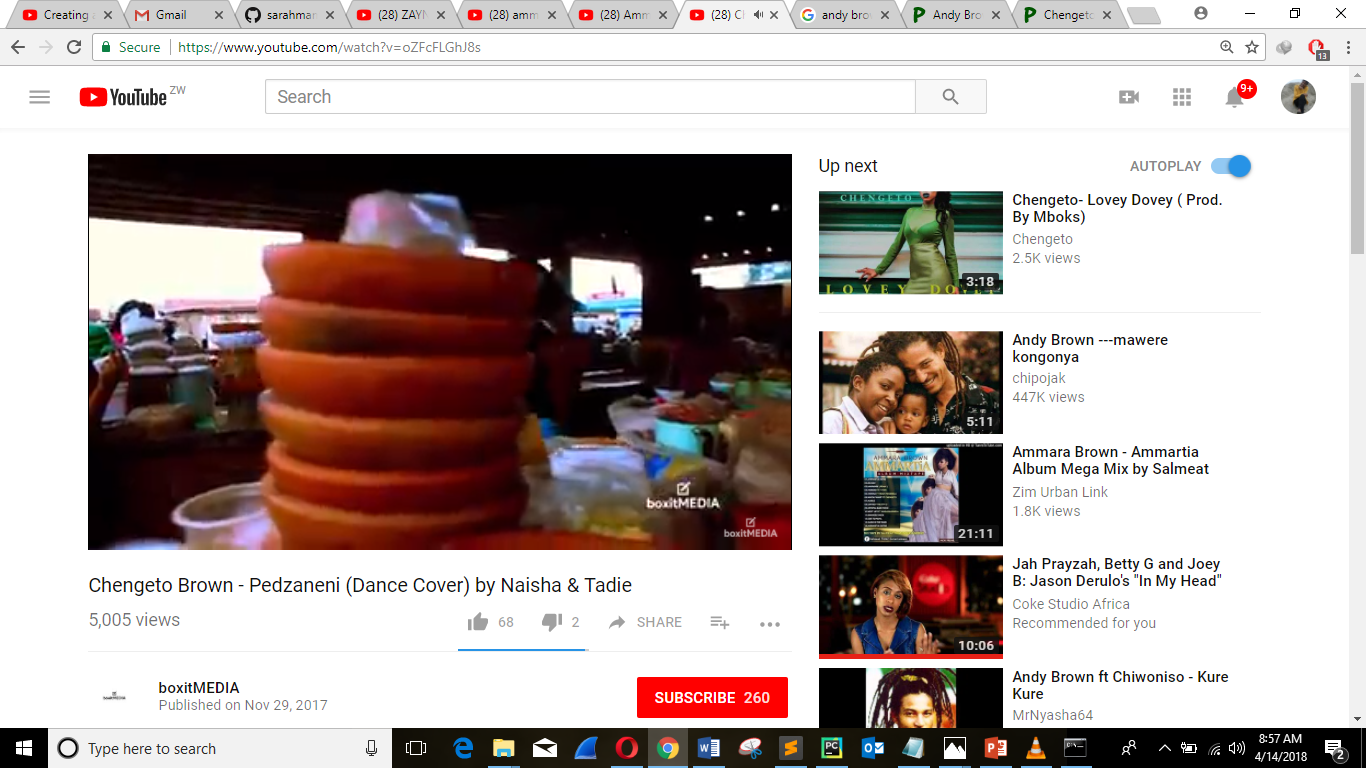 Creating a
Gmail
sarahman
(28) ZAYN
(28) amm
(28) Amm
(28) Ch
andy brov
Andy Bro
Chengeto
Secure
https://www.youtube.com/watch?v=oZFcFLGhJ8s
13
YouTube ZW
Search
9+
boxitMEDIA
boxitMEDIA
Chengeto Brown - Pedzaneni (Dance Cover) by Naisha & Tadie
5,005 views
68
2
SHARE
boxitMEDIA
Published on Nov 29, 2017
SUBSCRIBE 260
Up next
AUTOPLAY
CHENGETO
3:18
Chengeto- Lovey Dovey ( Prod.
By Mboks)
Chengeto
2.5K views
5:11
Andy Brown ---mawere
kongonya
chipojak
447K views
AMMARA BROWN
AMMARTIA
21:11
Ammara Brown - Ammartia
Album Mega Mix by Salmeat
Zim Urban Link
1.8K views
10:06
Jah Prayzah, Betty G and Joey
B: Jason Derulo's "In My Head"
Coke Studio Africa
Recommended for you
Andy Brown ft Chiwoniso - Kure
Kure
MrNyasha64
Type here to search
8:57 AM
4/14/2018
2